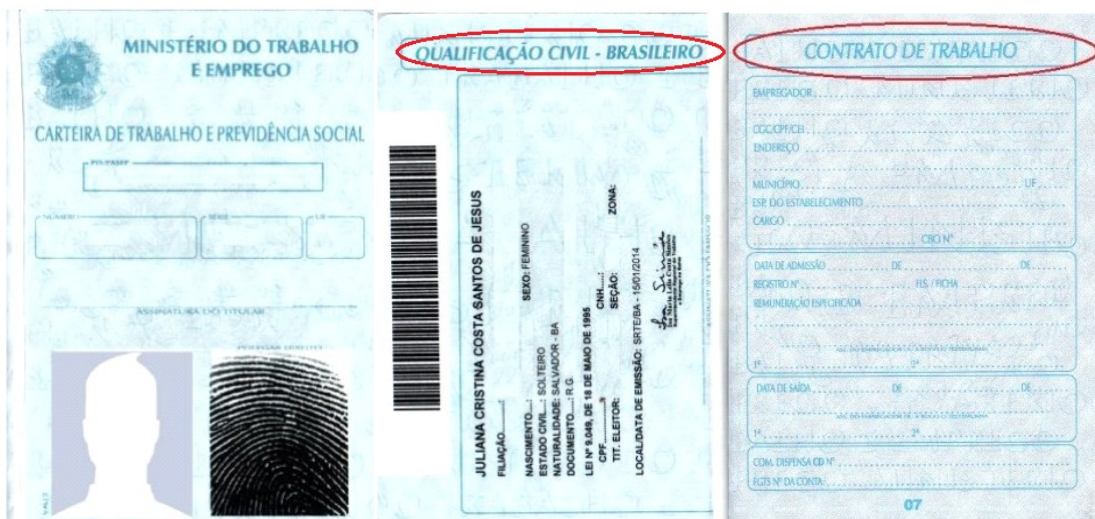 MINISTÉRIO DO TRABALHO
E EMPREGO
CARTEIRA DE TRABALHO E PREVIDÊNCIA SOCIAL
PIS/PASEP
NÚMERO
SÉRIE
UF
ASSINATURA DO TITULAR
POLEGAR DIREITO
QUALIFICAÇÃO CIVIL - BRASILEIRO
JULIANA CRISTINA COSTA SANTOS DE JESUS
FILIAÇÃO........:
NASCIMENTO....: SEXO: FEMININO
ESTADO CIVIL...: SOLTEIRO
NATURALIDADE: SALVADOR - BA
DOCUMENTO....: R.G.
LEI Nº 9.049, DE 18 DE MAIO DE 1995
CPF........: CNH.....:
TIT. ELEITOR: SEÇÃO: ZONA:
LOCAL/DATA DE EMISSÃO: SRTE/BA - 15/01/2014
CONTRATO DE TRABALHO
EMPREGADOR
CGC/CPF/CEI
ENDEREÇO
MUNICÍPIO UF
ESP. DO ESTABELECIMENTO
CARGO
CBO Nº
DATA DE ADMISSÃO DE DE
REGISTRO Nº FLS. / FICHA
REMUNERAÇÃO ESPECIFICADA
1ª 2ª
DATA DE SAÍDA DE DE
1ª 2ª
COM. DISPENSA CD Nº
FGTS Nº DA CONTA:
07